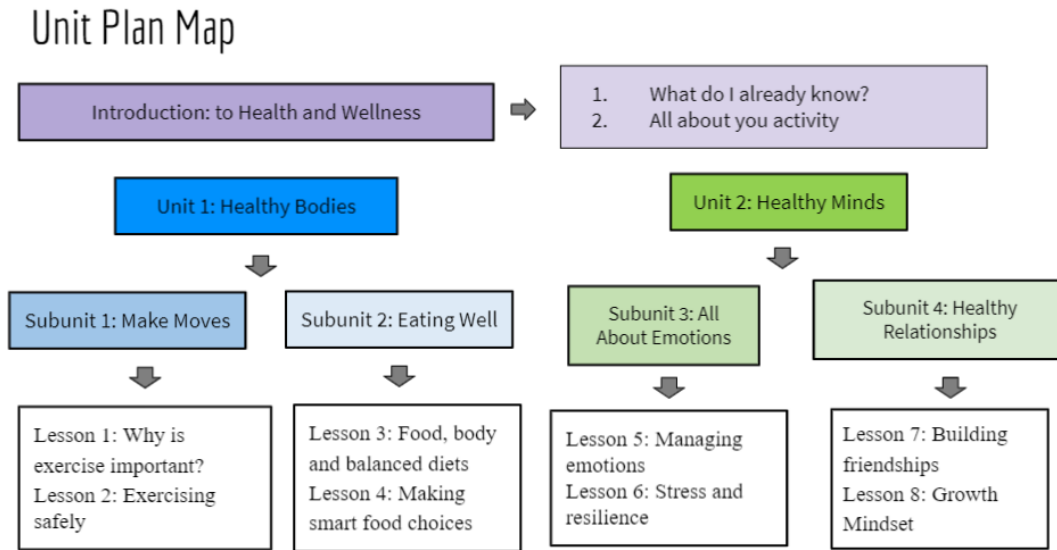 Unit Plan Map
Introduction: to Health and Wellness
1. What do I already know?
2. All about you activity
Unit 1: Healthy Bodies
Unit 2: Healthy Minds
Subunit 1: Make Moves
Subunit 2: Eating Well
Subunit 3: All
About Emotions
Subunit 4: Healthy
Relationships
Lesson 1: Why is
exercise important?
Lesson 2: Exercising
safely
Lesson 3: Food, body
and balanced diets
Lesson 4: Making
smart food choices
Lesson 5: Managing
emotions
Lesson 6: Stress and
resilience
Lesson 7: Building
friendships
Lesson 8: Growth
Mindset